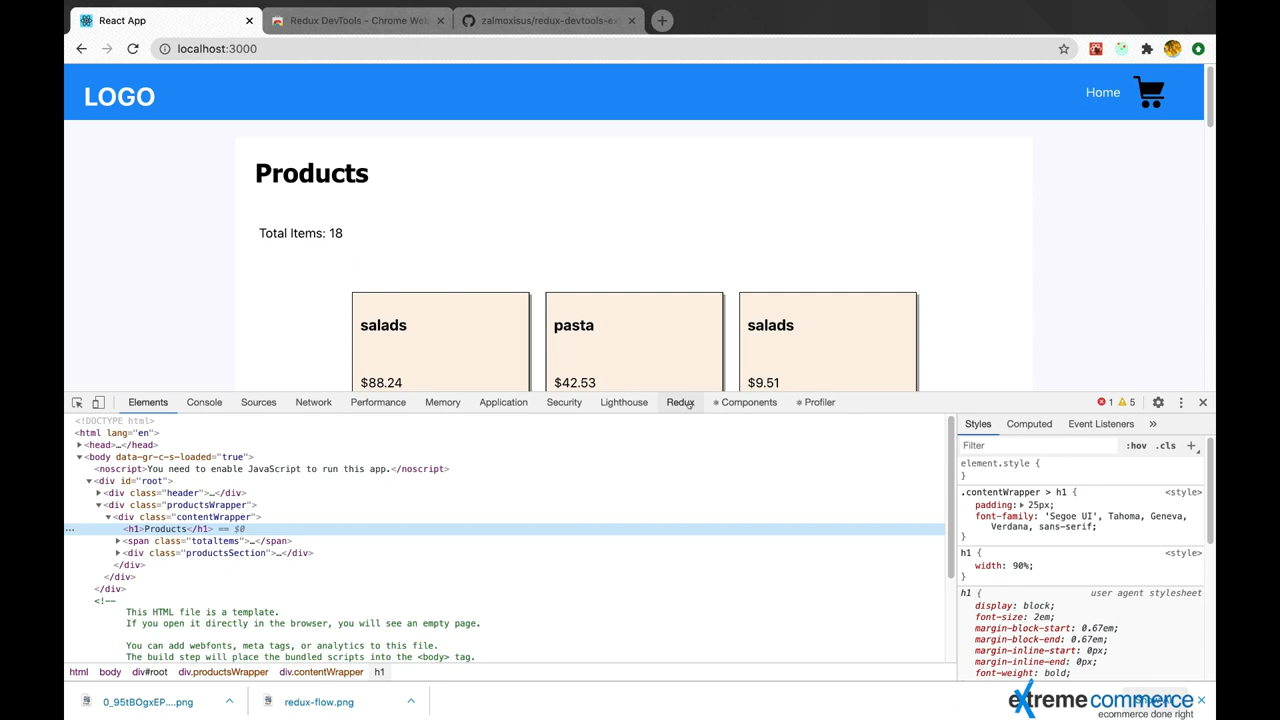 React App
Redux DevTools - Chrome Web
zalmoxisus/redux-devtools-ex
localhost:3000
LOGO
Home
Products
Total Items: 18
salads
pasta
salads
$88.24
$42.53
$9.51
Elements
Console
Sources
Network
Performance
Memory
Application
Security
Lighthouse
Redux
Components
Profiler
1
5
<!DOCTYPE html>
<html lang="en">
<head>…</head>
<body data-gr-c-s-loaded="true">
<noscript>You need to enable JavaScript to run this app.</noscript>
<div id="root">
<div class="header">…</div>
<div class="productsWrapper">
<div class="contentWrapper">
… <h1>Products</h1> == $0
<span class="totaltems">…</span>
<div class="productsSection">…</div>
</div>
</div>
</div>
<!--
This HTML file is a template.
If you open it directly in the browser, you will see an empty page.
You can add webfonts, meta tags, or analytics to this file.
The build step will place the bundled scripts into the <body> tag.
html body div#root div.productsWrapper div.contentWrapper h1
Styles
Computed
Event Listeners
»
Filter
:hov .cls +
element.style {
}
.contentWrapper > h1 {
<style>
padding: 25px;
font-family: 'Segoe UI', Tahoma, Geneva,
Verdana, sans-serif;
}
h1 {
<style>
width: 90%;
}
h1 {
user agent stylesheet
display: block;
font-size: 2em;
margin-block-start: 0.67em;
margin-block-end: 0.67em;
margin-inline-start: 0px;
margin-inline-end: 0px;
font-weight: bold;
0_95tBOgxEP....png
redux-flow.png
extreme commerce
ecommerce done right